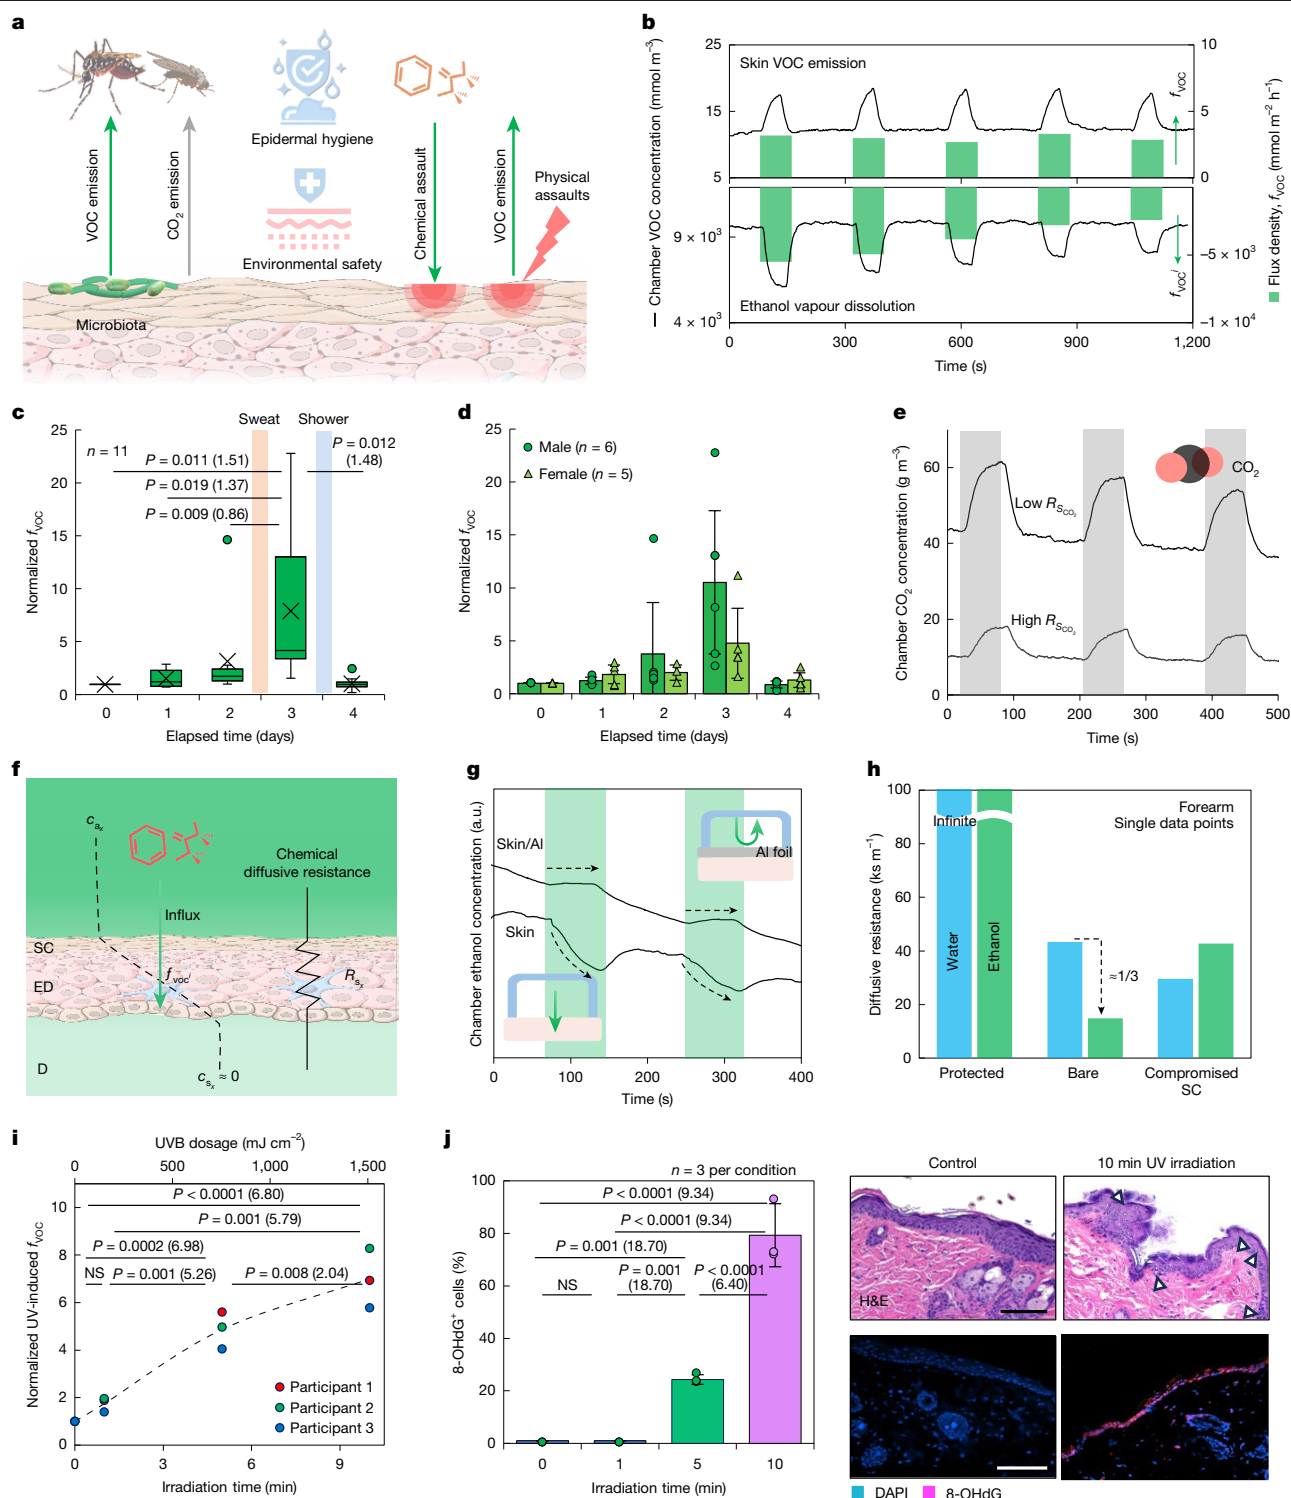 a
VOC emission
CO2 emission
Epidermal hygiene
Environmental safety
Chemical assault
VOC emission
Physical
assaults
Microbiota
b
Chamber VOC concentration (mmol m−3)
25
15
5
9 × 10³
4 × 10³
Skin VOC emission
Ethanol vapour dissolution
10
5
0
−5 × 10³
−1 × 10⁴
fVOC
fVOCⁱ
Flux density, fVOC (mmol m−2 h−1)
0
300
600
900
1,200
Time (s)
c
Sweat
Shower
n = 11
P = 0.011 (1.51)
P = 0.019 (1.37)
P = 0.009 (0.86)
P = 0.012
(1.48)
Normalized fVOC
25
20
15
10
5
0
0
1
2
3
4
Elapsed time (days)
d
Male (n = 6)
Female (n = 5)
Normalized fVOC
25
20
15
10
5
0
0
1
2
3
4
Elapsed time (days)
e
Chamber CO2 concentration (g m−3)
60
40
20
0
CO2
Low RSCO2
High RSCO2
0
100
200
300
400
500
Time (s)
f
cax
Chemical
diffusive resistance
Influx
SC
fvocⁱ
ED
Rsx
D
csx ≈ 0
g
Chamber ethanol concentration (a.u.)
Skin/Al
Skin
Al foil
0
100
200
300
400
Time (s)
h
Diffusive resistance (ks m−1)
100
80
60
40
20
0
Forearm
Single data points
Infinite
Water
Ethanol
≈1/3
Protected
Bare
Compromised
SC
i
UVB dosage (mJ cm−2)
0
500
1,000
1,500
P < 0.0001 (6.80)
P = 0.001 (5.79)
P = 0.0002 (6.98)
NS
P = 0.001 (5.26)
P = 0.008 (2.04)
Normalized UV-induced fVOC
10
8
6
4
2
0
Participant 1
Participant 2
Participant 3
0
3
6
9
Irradiation time (min)
j
n = 3 per condition
P < 0.0001 (9.34)
P < 0.0001 (9.34)
P = 0.001 (18.70)
NS
P = 0.001
(18.70)
P < 0.0001
(6.40)
8-OHdG+ cells (%)
100
80
60
40
20
0
0
1
5
10
Irradiation time (min)
Control
10 min UV irradiation
H&E
DAPI
8-OHdG